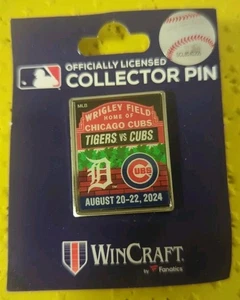 OFFICIALLY LICENSED
COLLECTOR PIN
MLB
WRIGLEY FIELD
HOME OF
CHICAGO CUBS
TIGERS VS CUBS
D
CUBS
AUGUST 20-22, 2024
WINCRAFT
by Fanatics